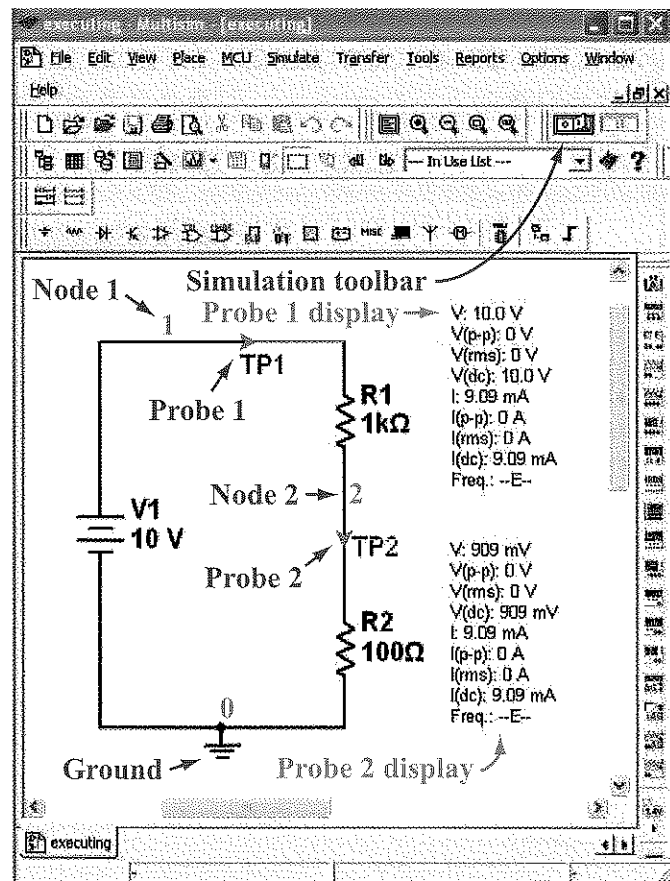 executing - Multisim - [executing]
File Edit View Place MCU Simulate Transfer Tools Reports Options Window
Help
--- In Use List ---
?
MISC
Simulation toolbar
Node 1
1
Probe 1 display
V: 10.0 V
V(p-p): 0 V
V(rms): 0 V
V(dc): 10.0 V
I: 9.09 mA
I(p-p): 0 A
I(rms): 0 A
I(dc): 9.09 mA
Freq.: --E--
TP1
Probe 1
R1
1kΩ
Node 2
2
V1
10 V
TP2
Probe 2
V: 909 mV
V(p-p): 0 V
V(rms): 0 V
V(dc): 909 mV
I: 9.09 mA
I(p-p): 0 A
I(rms): 0 A
I(dc): 9.09 mA
Freq.: --E--
R2
100Ω
0
Ground
Probe 2 display
executing